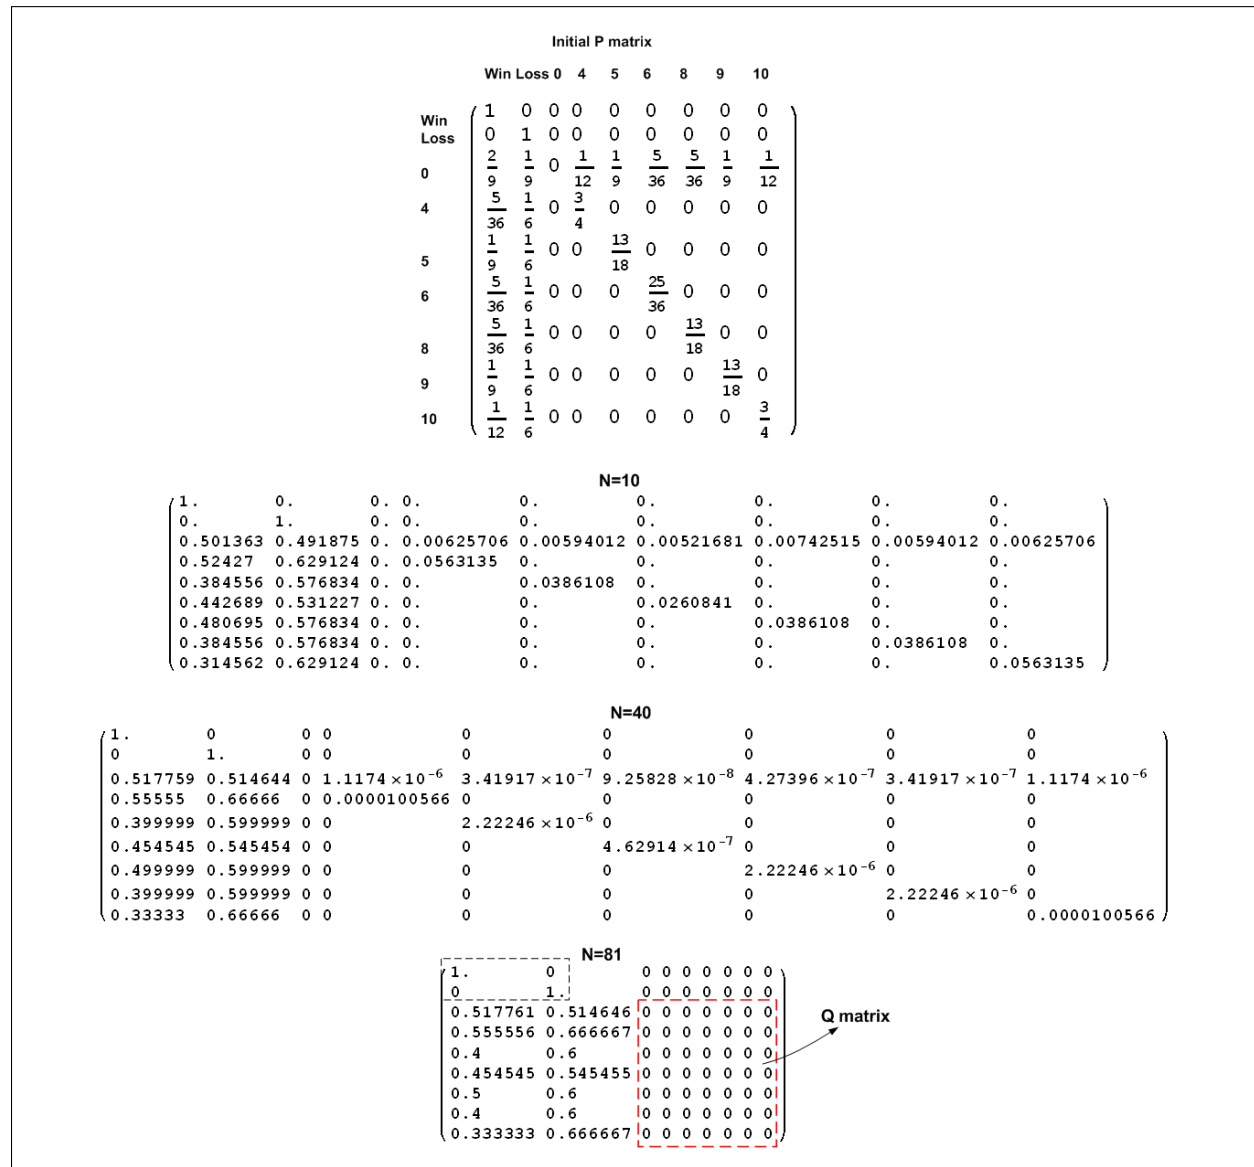 Initial P matrix
Win Loss 0 4 5 6 8 9 10
Win 1 0 0 0 0 0 0 0 0
Loss 0 1 0 0 0 0 0 0 0
0 2/9 1/9 0 1/12 1/9 5/36 5/36 1/9 1/12
4 5/36 1/6 0 3/4 0 0 0 0 0
5 1/9 1/6 0 0 13/18 0 0 0 0
6 5/36 1/6 0 0 0 25/36 0 0 0
8 5/36 1/6 0 0 0 0 13/18 0 0
9 1/9 1/6 0 0 0 0 0 13/18 0
10 1/12 1/6 0 0 0 0 0 0 3/4
N=10
1. 0. 0. 0. 0. 0. 0. 0. 0.
0. 1. 0. 0. 0. 0. 0. 0. 0.
0.501363 0.491875 0. 0.00625706 0.00594012 0.00521681 0.00742515 0.00594012 0.00625706
0.52427 0.629124 0. 0.0563135 0. 0. 0. 0. 0.
0.384556 0.576834 0. 0. 0.0386108 0. 0. 0. 0.
0.442689 0.531227 0. 0. 0. 0.0260841 0. 0. 0.
0.480695 0.576834 0. 0. 0. 0. 0.0386108 0. 0.
0.384556 0.576834 0. 0. 0. 0. 0. 0.0386108 0.
0.314562 0.629124 0. 0. 0. 0. 0. 0. 0.0563135
N=40
1. 0 0 0 0 0 0 0 0
0 1. 0 0 0 0 0 0 0
0.517759 0.514644 0 1.1174×10⁻⁶ 3.41917×10⁻⁷ 9.25828×10⁻⁸ 4.27396×10⁻⁷ 3.41917×10⁻⁷ 1.1174×10⁻⁶
0.55555 0.66666 0 0.0000100566 0 0 0 0 0
0.399999 0.599999 0 0 2.22246×10⁻⁶ 0 0 0 0
0.454545 0.545454 0 0 0 4.62914×10⁻⁷ 0 0 0
0.499999 0.599999 0 0 0 0 2.22246×10⁻⁶ 0 0
0.399999 0.599999 0 0 0 0 0 2.22246×10⁻⁶ 0
0.33333 0.66666 0 0 0 0 0 0 0.0000100566
N=81
1. 0 0 0 0 0 0 0 0
0 1. 0 0 0 0 0 0 0
0.517761 0.514646 0 0 0 0 0 0 0
Q matrix
0.555556 0.666667 0 0 0 0 0 0 0
0.4 0.6 0 0 0 0 0 0 0
0.454545 0.545455 0 0 0 0 0 0 0
0.5 0.6 0 0 0 0 0 0 0
0.4 0.6 0 0 0 0 0 0 0
0.333333 0.666667 0 0 0 0 0 0 0